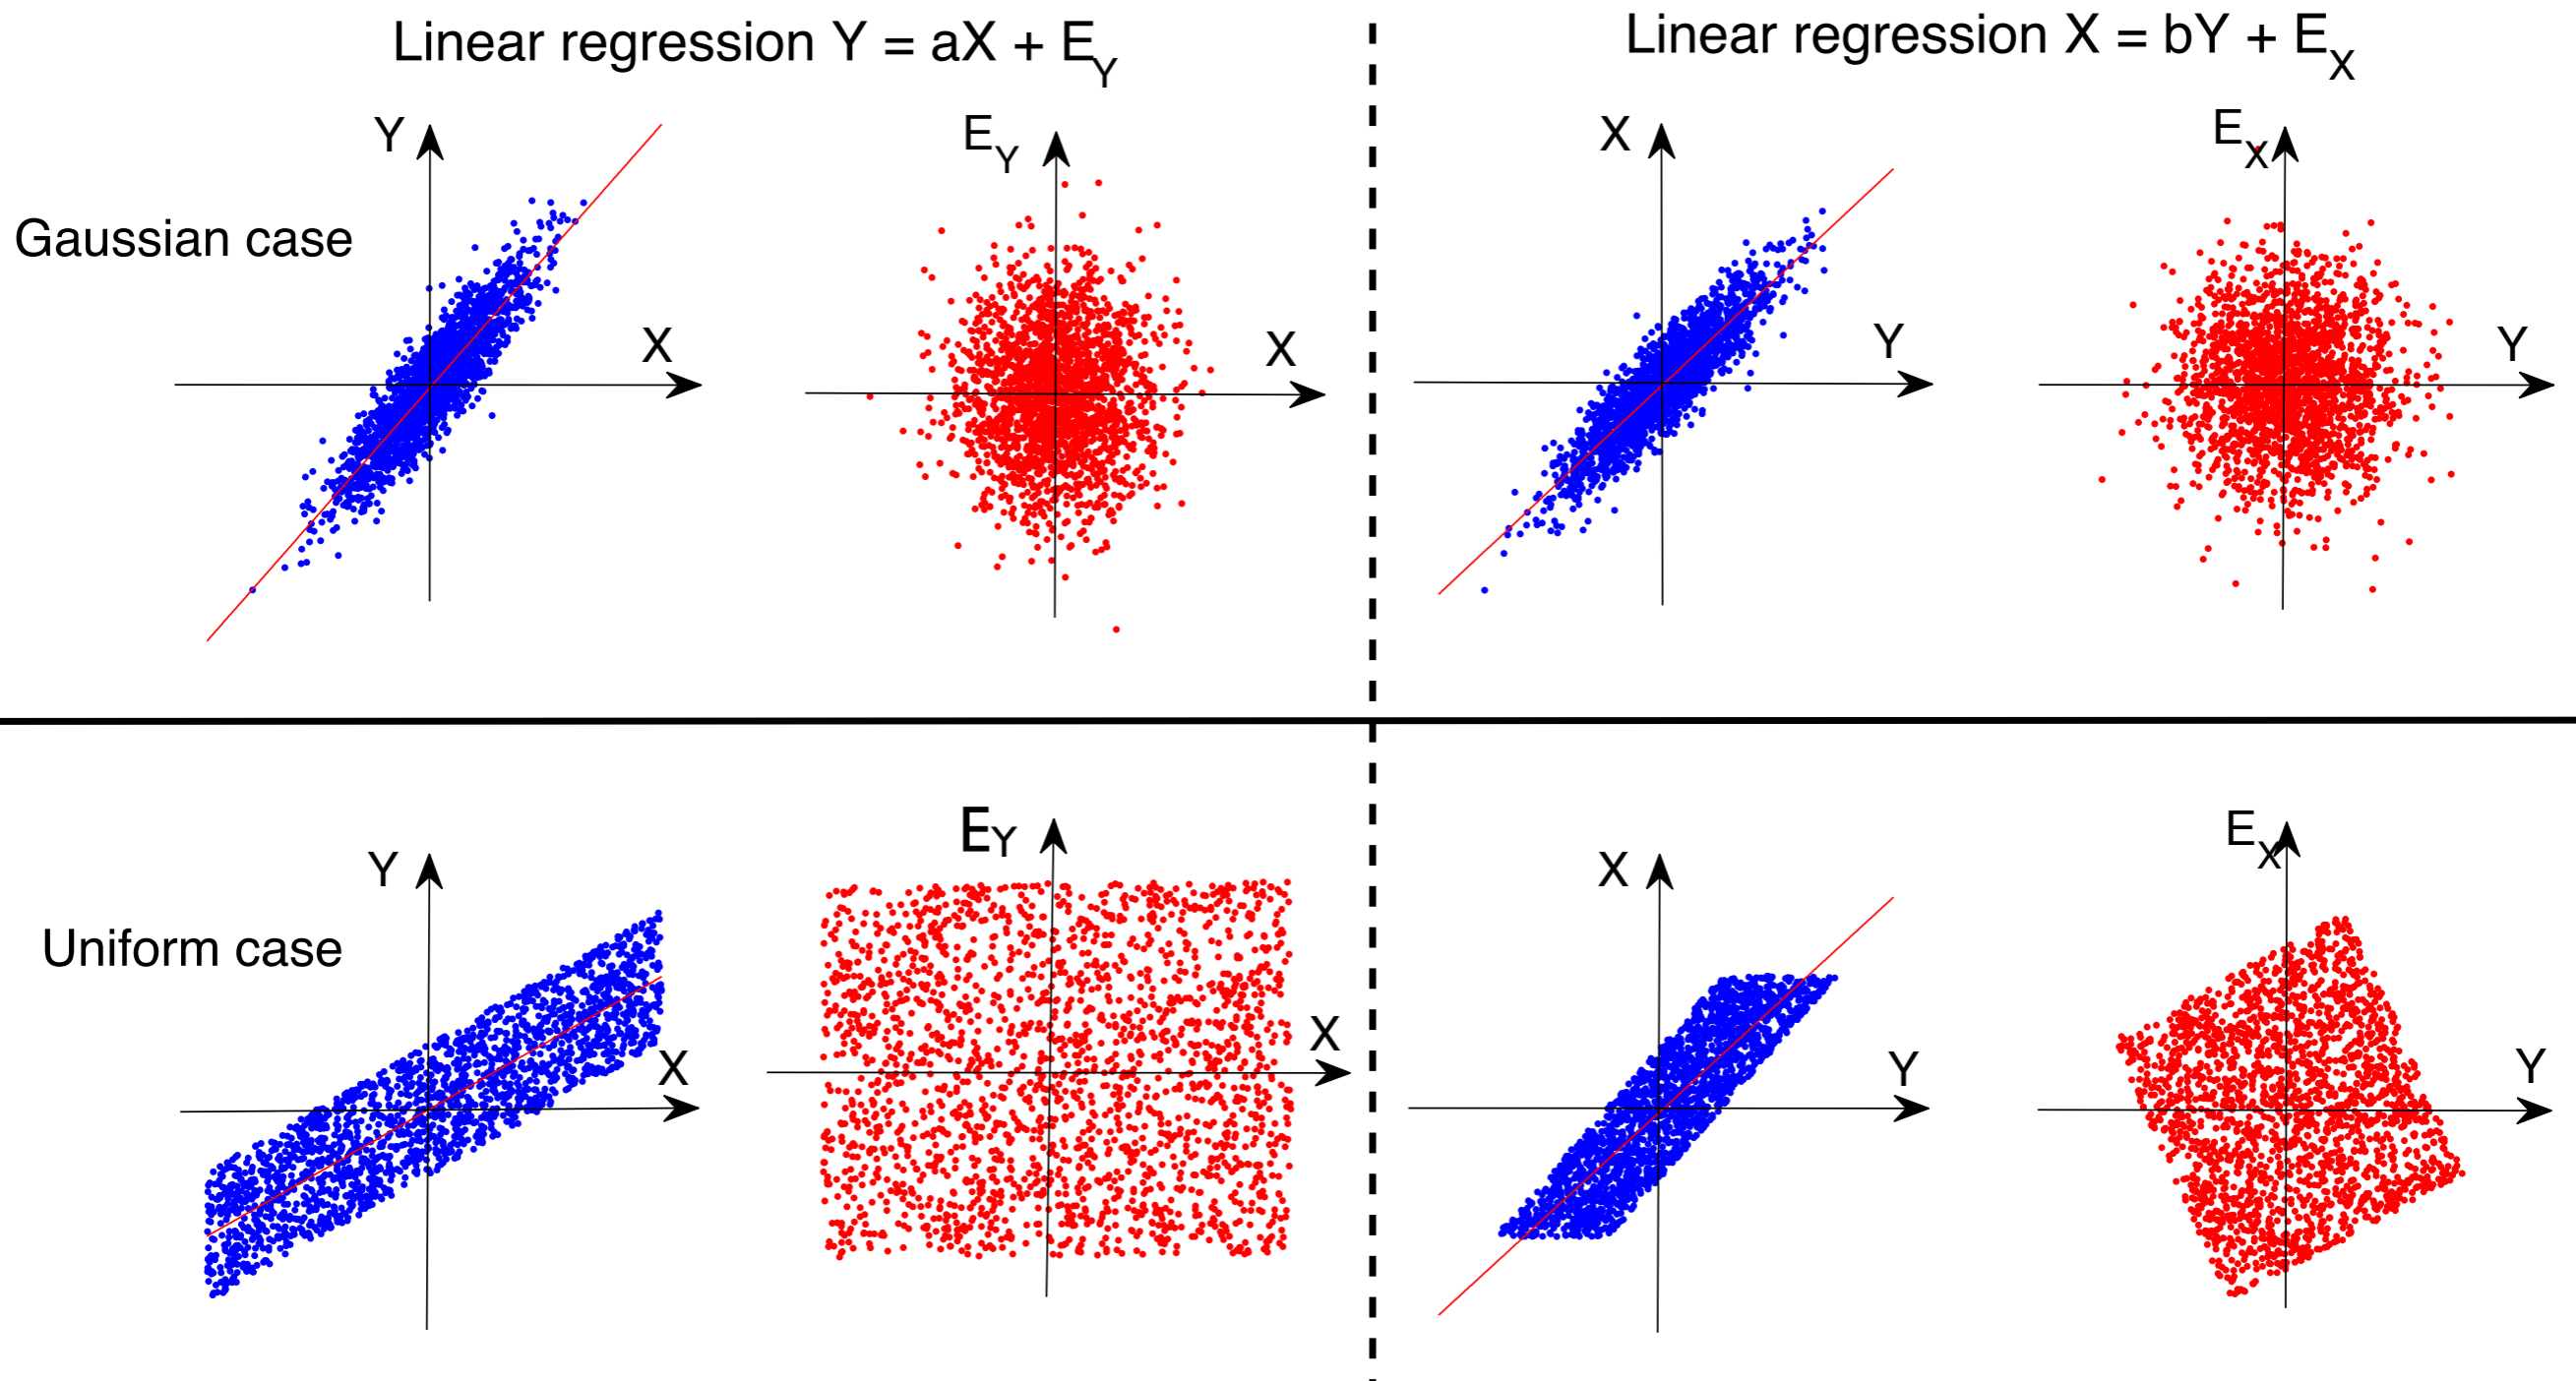 Linear regression Y = aX + E_Y
Linear regression X = bY + E_X
Gaussian case
Y
X
E_Y
X
X
Y
E_X
Y
Uniform case
Y
X
E_Y
X
X
Y
E_X
Y